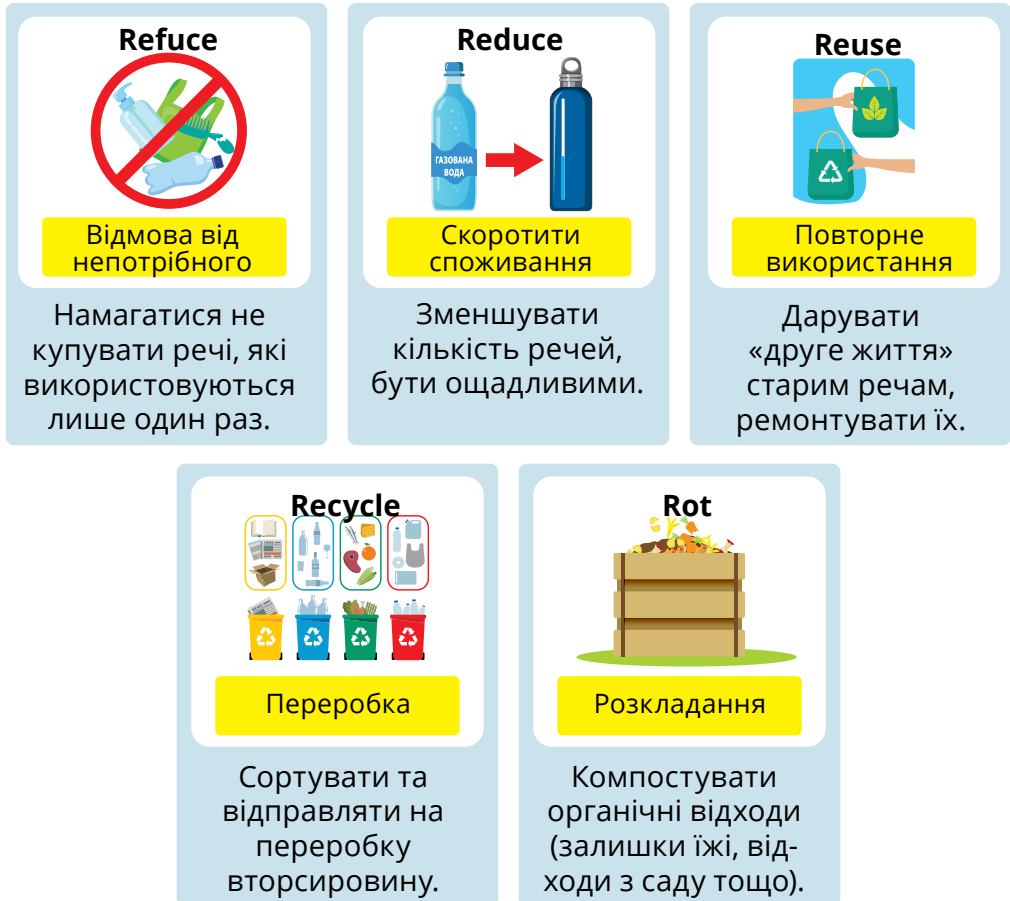 Refuce
ГАЗОВАНА
ВОДА
Відмова від
непотрібного
Намагатися не
купувати речі, які
використовуються
лише один раз.
Reduce
Скоротити
споживання
Зменшувати
кількість речей,
бути ощадливими.
Reuse
Повторне
використання
Дарувати
«друге життя»
старим речам,
ремонтувати їх.
Recycle
Переробка
Сортувати та
відправляти на
переробку
вторсировину.
Rot
Розкладання
Компостувати
органічні відходи
(залишки їжі, від-
ходи з саду тощо).